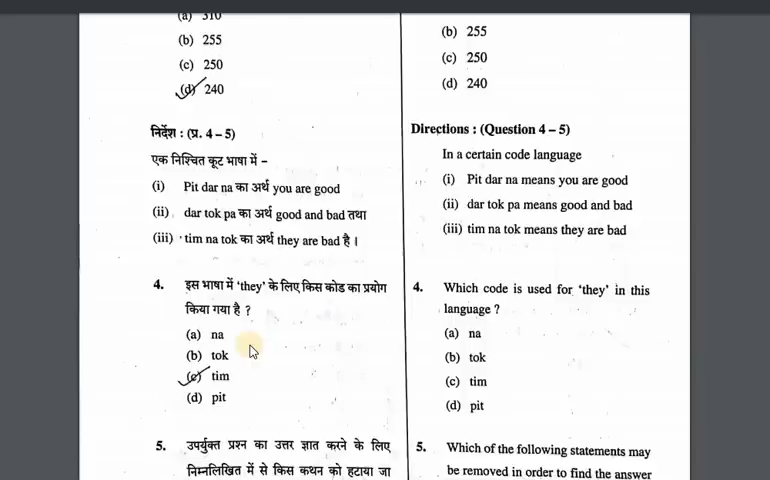 (a) 310
(b) 255
(c) 250
(d) 240
निर्देश : (प्र. 4 – 5)
एक निश्चित कूट भाषा में –
(i) Pit dar na का अर्थ you are good
(ii) dar tok pa का अर्थ good and bad तथा
(iii) tim na tok का अर्थ they are bad है ।
4. इस भाषा में 'they' के लिए किस कोड का प्रयोग
किया गया है ?
(a) na
(b) tok
(c) tim
(d) pit
5. उपर्युक्त प्रश्न का उत्तर ज्ञात करने के लिए
निम्नलिखित में से किस कथन को हटाया जा
(b) 255
(c) 250
(d) 240
Directions : (Question 4 – 5)
In a certain code language
(i) Pit dar na means you are good
(ii) dar tok pa means good and bad
(iii) tim na tok means they are bad
4. Which code is used for 'they' in this
language ?
(a) na
(b) tok
(c) tim
(d) pit
5. Which of the following statements may
be removed in order to find the answer